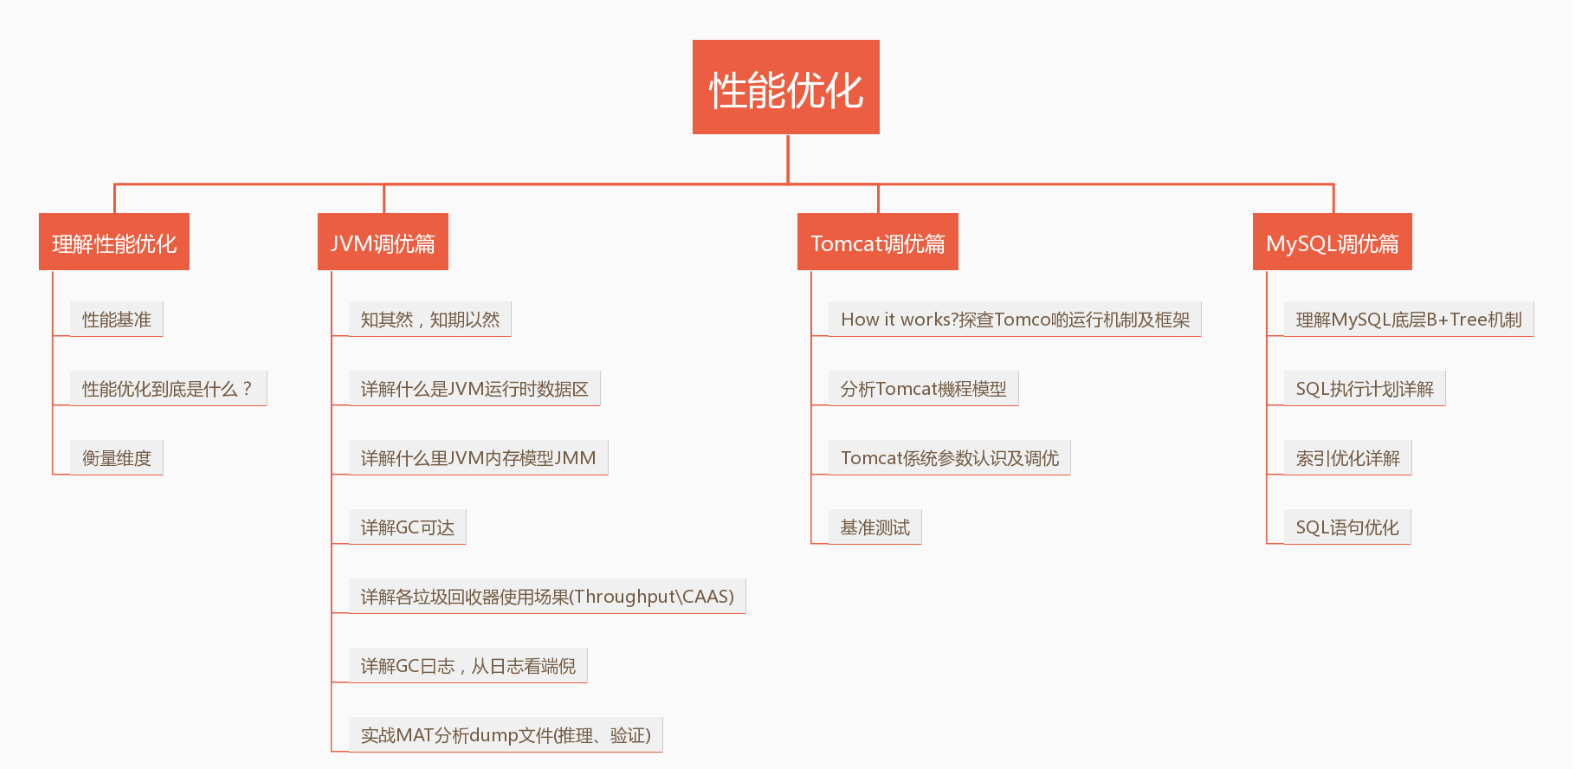 性能优化
理解性能优化
性能基准
性能优化到底是什么？
衡量维度
JVM调优篇
知其然，知期以然
详解什么是JVM运行时数据区
详解什么里JVM内存模型JMM
详解GC可达
详解各垃圾回收器使用场果(Throughput\CAAS)
详解GC日志，从日志看端倪
实战MAT分析dump文件(推理、验证)
Tomcat调优篇
How it works?探查Tomco啲运行机制及框架
分析Tomcat機程模型
Tomcat係统参数认识及调优
基准测试
MySQL调优篇
理解MySQL底层B+Tree机制
SQL执行计划详解
索引优化详解
SQL语句优化